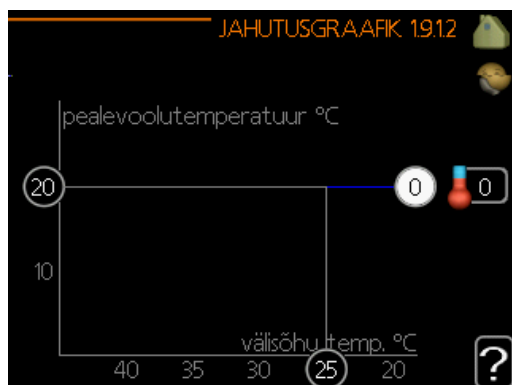 JAHUTUSGRAAFIK 1.9.1.2
pealevoolutemperatuur °C
20
0
0
10
välisõhu temp. °C
40 35 30 25 20
?